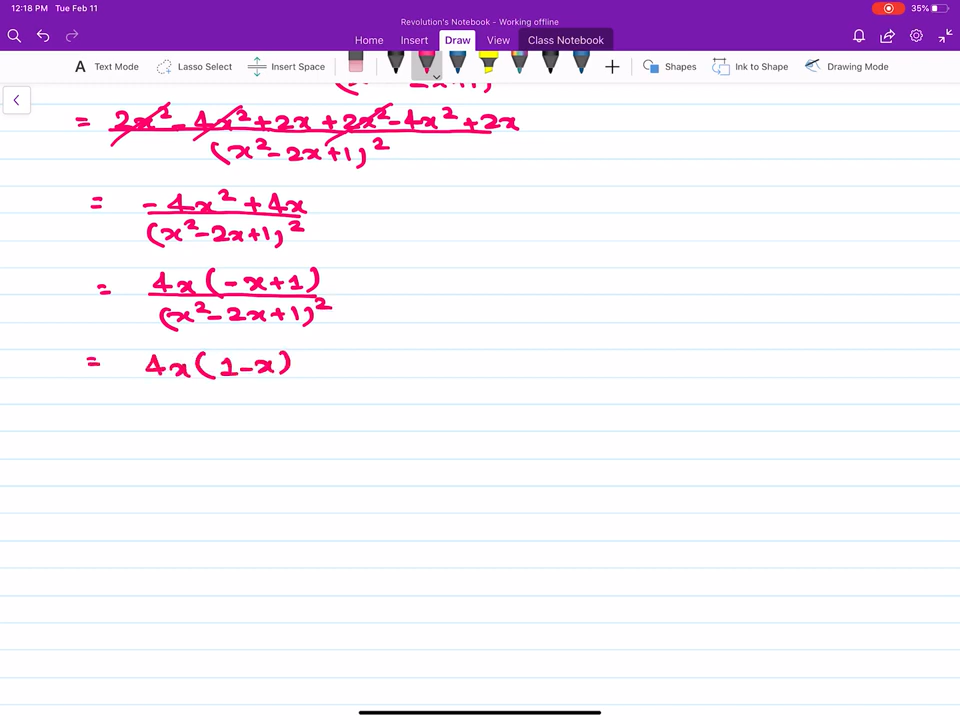 12:18 PM Tue Feb 11
35%
Revolution's Notebook - Working offline
Home Insert Draw View Class Notebook
Text Mode Lasso Select Insert Space Shapes Ink to Shape Drawing Mode
= 2x² - 4x² + 2x + 2x² - 4x² + 2x
(x² - 2x + 1)²
= - 4x² + 4x
(x² - 2x + 1)²
= 4x (- x + 1)
(x² - 2x + 1)²
= 4x (1 - x)